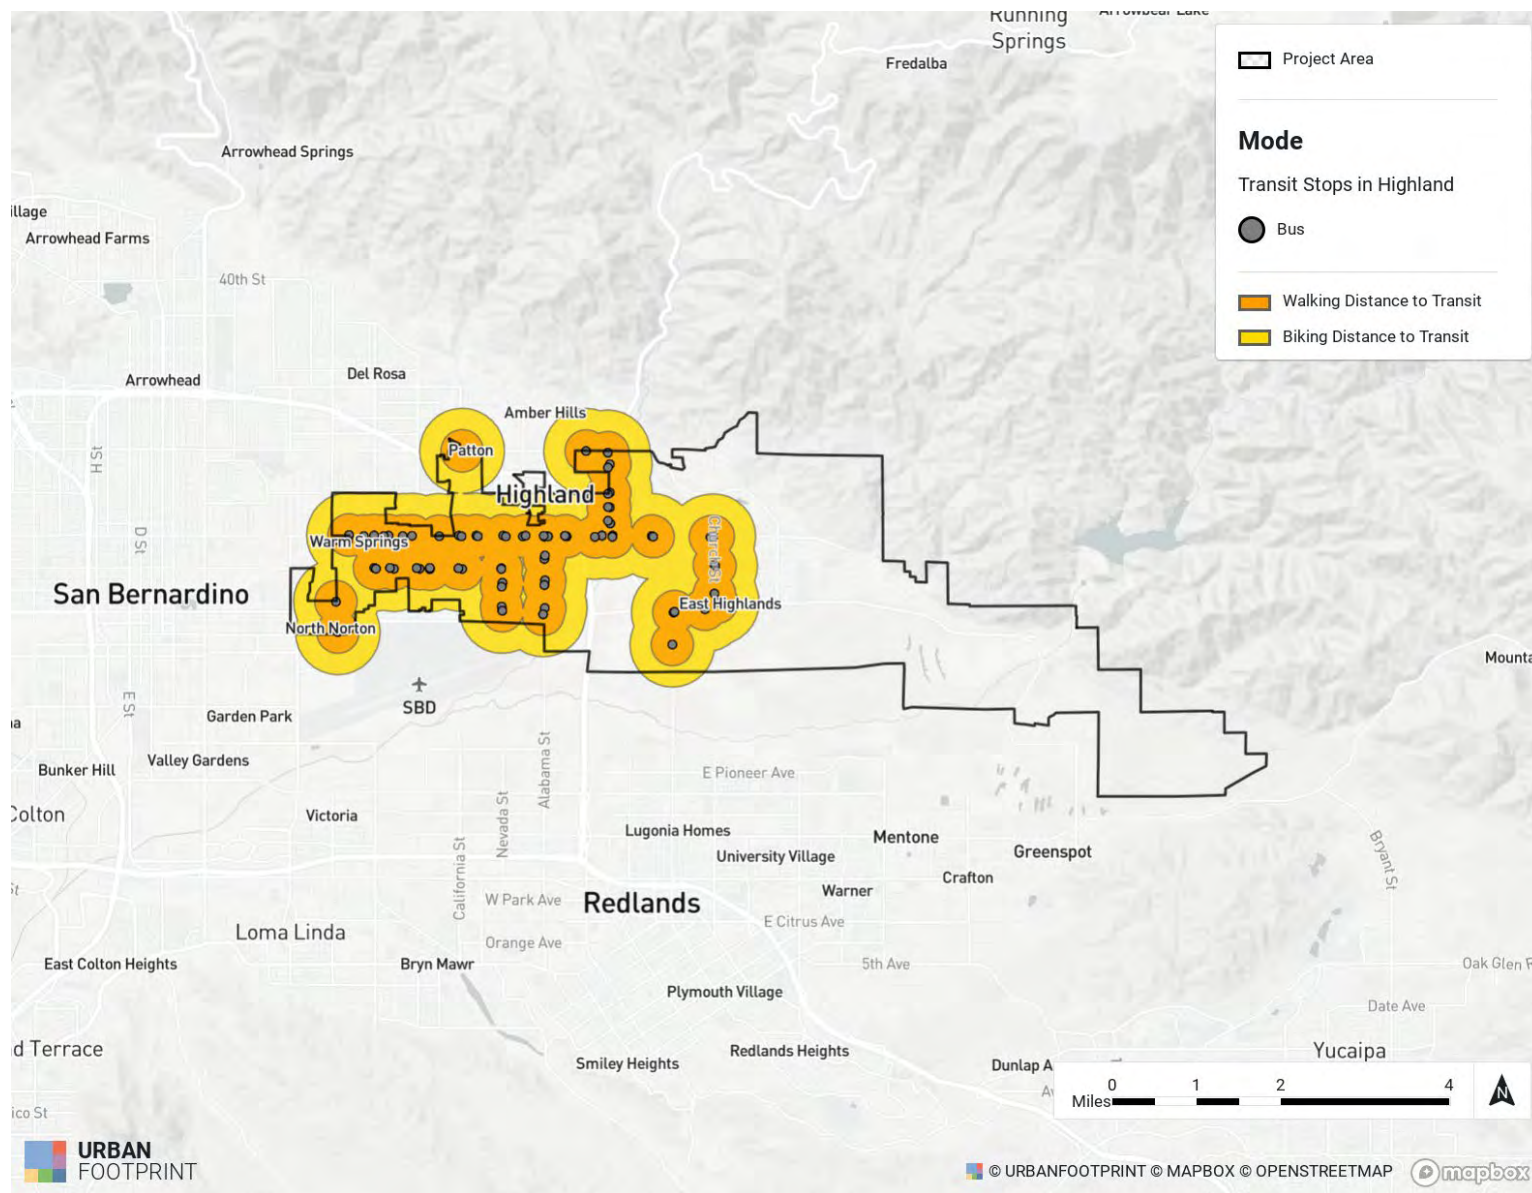 Running
Springs
Arrowbear Lake
Fredalba
Project Area
Mode
Transit Stops in Highland
Bus
Walking Distance to Transit
Biking Distance to Transit
Arrowhead Springs
illage
Arrowhead Farms
40th St
Del Rosa
Arrowhead
Amber Hills
H St
Patton
Highland
D St
Warm Springs
Church St
San Bernardino
East Highlands
North Norton
Mounta
E St
SBD
Garden Park
na
Valley Gardens
Bunker Hill
Alabama St
E Pioneer Ave
Colton
Victoria
Nevada St
Lugonia Homes
Mentone
California St
University Village
Greenspot
Bryant St
Crafton
Warner
St
W Park Ave
Redlands
E Citrus Ave
Loma Linda
Orange Ave
East Colton Heights
Bryn Mawr
5th Ave
Oak Glen R
Plymouth Village
Date Ave
d Terrace
Redlands Heights
Yucaipa
Smiley Heights
Dunlap A
Av
0 1 2 4
Miles
N
ico St
URBAN
FOOTPRINT
© URBANFOOTPRINT © MAPBOX © OPENSTREETMAP
mapbox